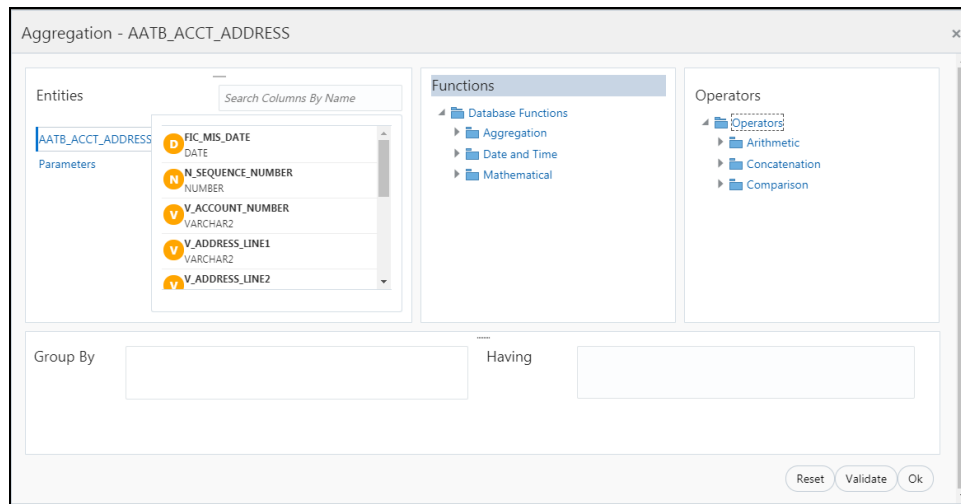 Aggregation - AATB_ACCT_ADDRESS
×
Entities
Search Columns By Name
AATB_ACCT_ADDRESS
Parameters
D FIC_MIS_DATE
DATE
N N_SEQUENCE_NUMBER
NUMBER
V V_ACCOUNT_NUMBER
VARCHAR2
V V_ADDRESS_LINE1
VARCHAR2
V V_ADDRESS_LINE2
Functions
Database Functions
Aggregation
Date and Time
Mathematical
Operators
Operators
Arithmetic
Concatenation
Comparison
Group By
Having
Reset Validate Ok